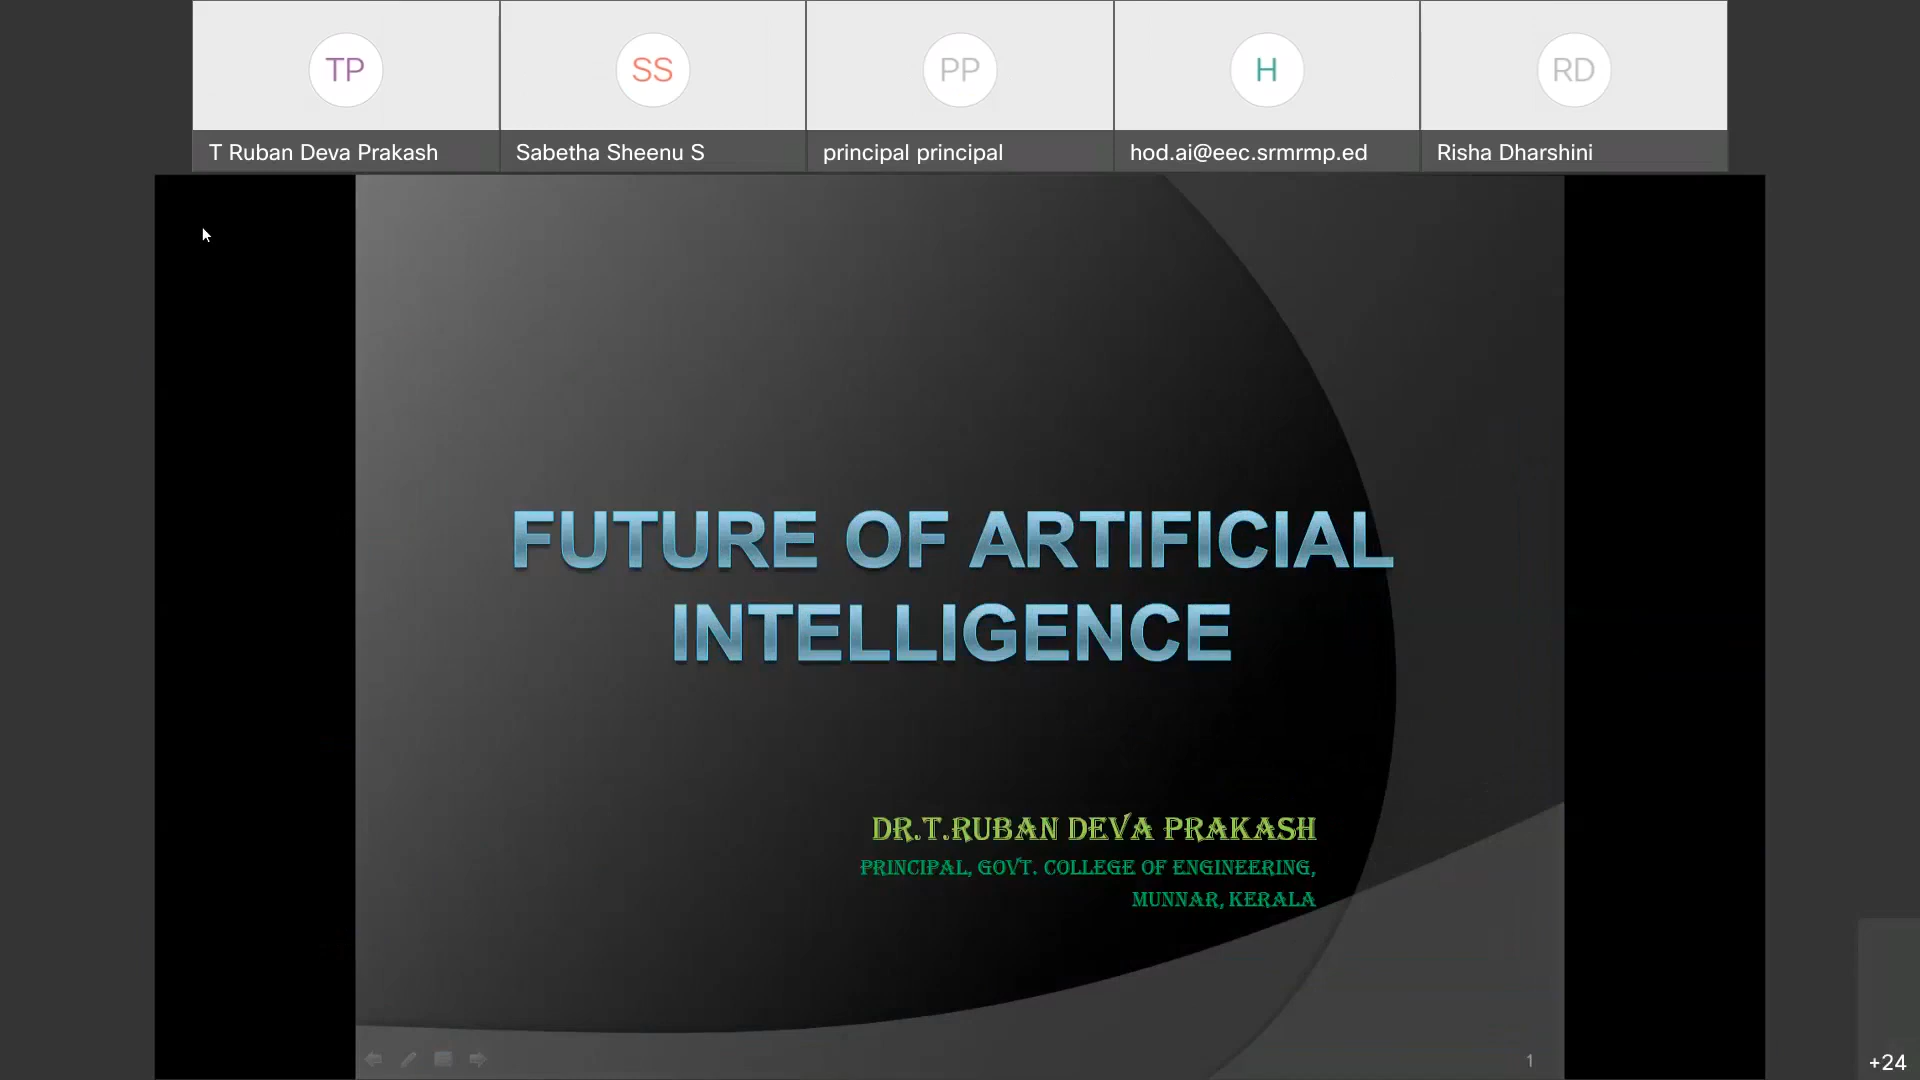 TP
SS
PP
H
RD
T Ruban Deva Prakash
Sabetha Sheenu S
principal principal
hod.ai@eec.srmrmp.ed
Risha Dharshini
FUTURE OF ARTIFICIAL
INTELLIGENCE
DR.T.RUBAN DEVA PRAKASH
PRINCIPAL, GOVT. COLLEGE OF ENGINEERING,
MUNNAR, KERALA
1
+24